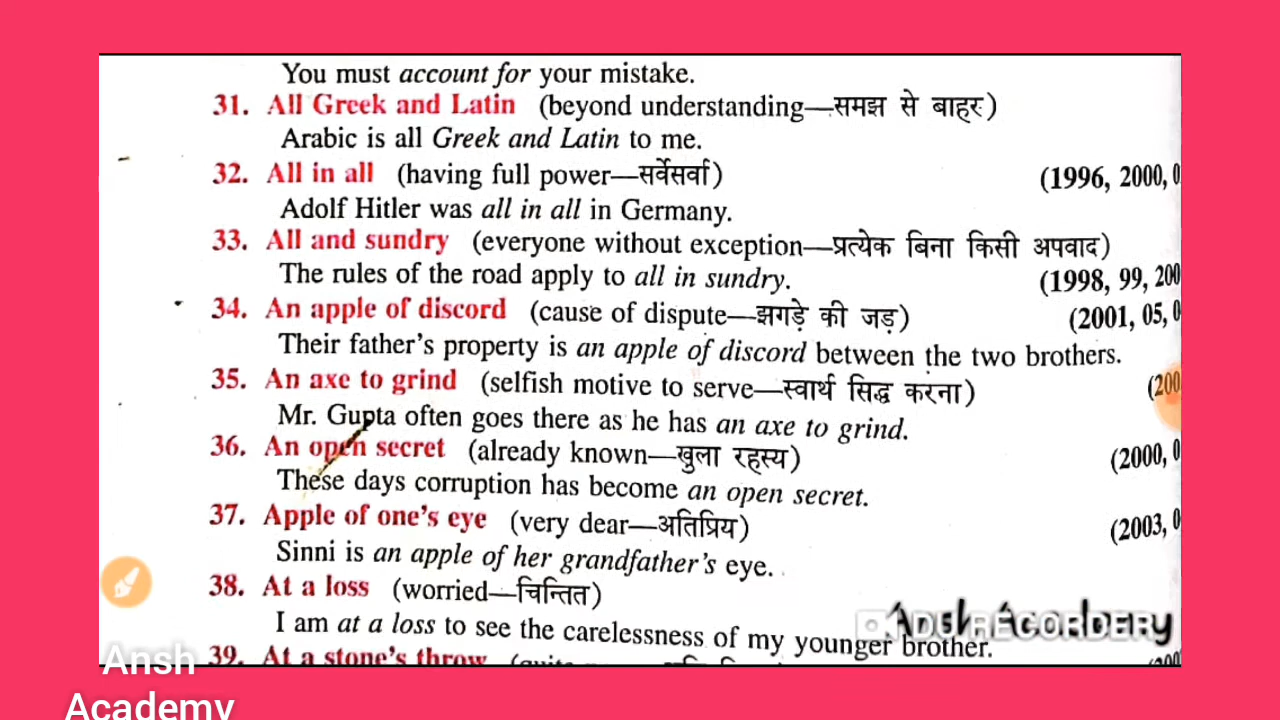 You must account for your mistake.
31. All Greek and Latin (beyond understanding—समझ से बाहर)
Arabic is all Greek and Latin to me.
32. All in all (having full power—सर्वेसर्वा) (1996, 2000, 0
Adolf Hitler was all in all in Germany.
33. All and sundry (everyone without exception—प्रत्येक बिना किसी अपवाद)
The rules of the road apply to all in sundry. (1998, 99, 200
34. An apple of discord (cause of dispute—झगड़े की जड़) (2001, 05, 0
Their father's property is an apple of discord between the two brothers.
35. An axe to grind (selfish motive to serve—स्वार्थ सिद्ध करना) (200
Mr. Gupta often goes there as he has an axe to grind.
36. An open secret (already known—खुला रहस्य) (2000, 0
These days corruption has become an open secret.
37. Apple of one's eye (very dear—अतिप्रिय) (2003, 0
Sinni is an apple of her grandfather's eye.
38. At a loss (worried—चिन्तित)
I am at a loss to see the carelessness of my younger brother.
Ansh Academy
DU RECORDER
39. At a stone's throw
Ansh
Academy